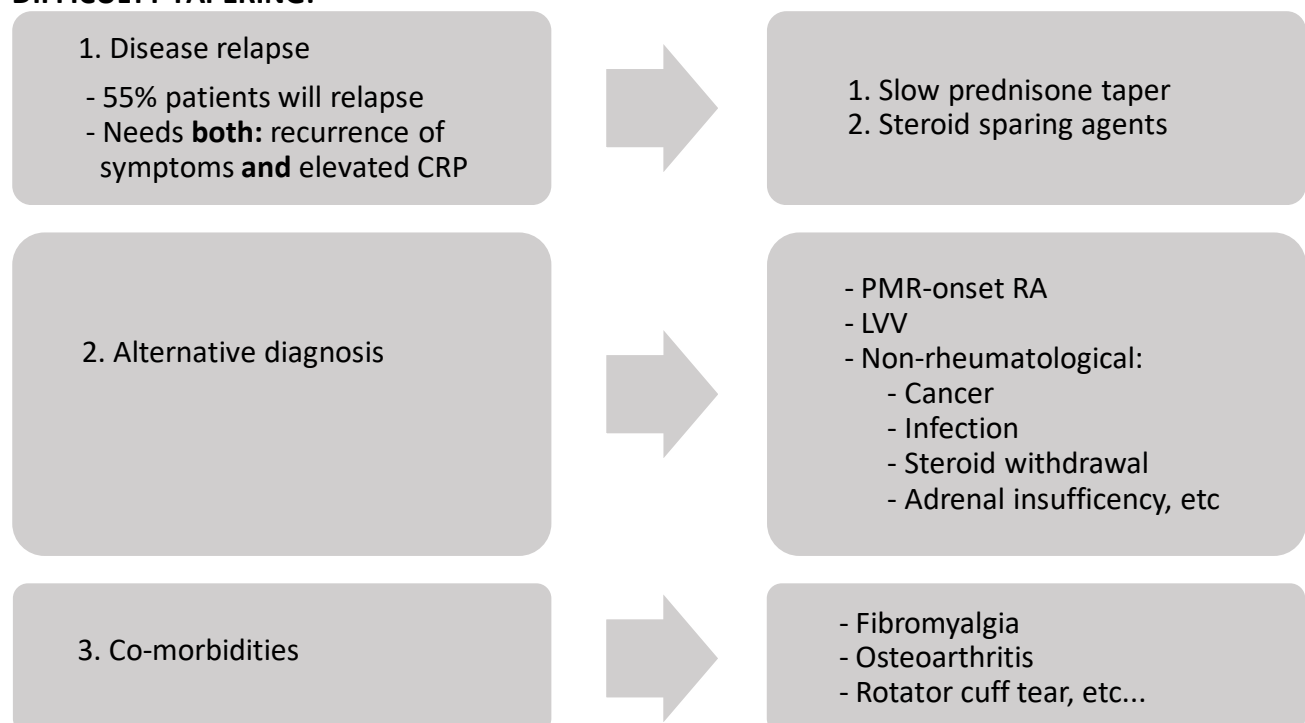 DIFFICULTY TAPERING:
1. Disease relapse
- 55% patients will relapse
- Needs both: recurrence of
symptoms and elevated CRP
1. Slow prednisone taper
2. Steroid sparing agents
2. Alternative diagnosis
- PMR-onset RA
- LVV
- Non-rheumatological:
- Cancer
- Infection
- Steroid withdrawal
- Adrenal insufficency, etc
3. Co-morbidities
- Fibromyalgia
- Osteoarthritis
- Rotator cuff tear, etc...